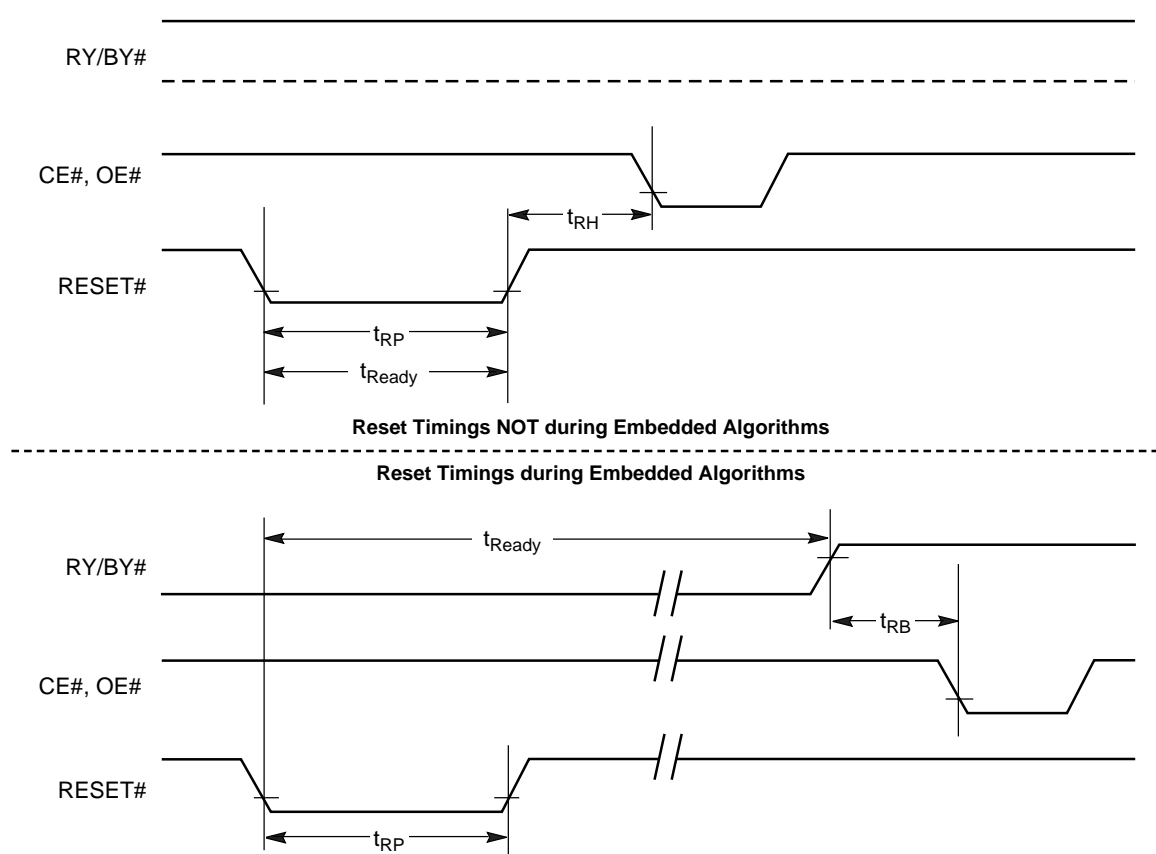 RY/BY#
CE#, OE#
tRH
RESET#
tRP
tReady
Reset Timings NOT during Embedded Algorithms
Reset Timings during Embedded Algorithms
tReady
RY/BY#
tRB
CE#, OE#
RESET#
tRP